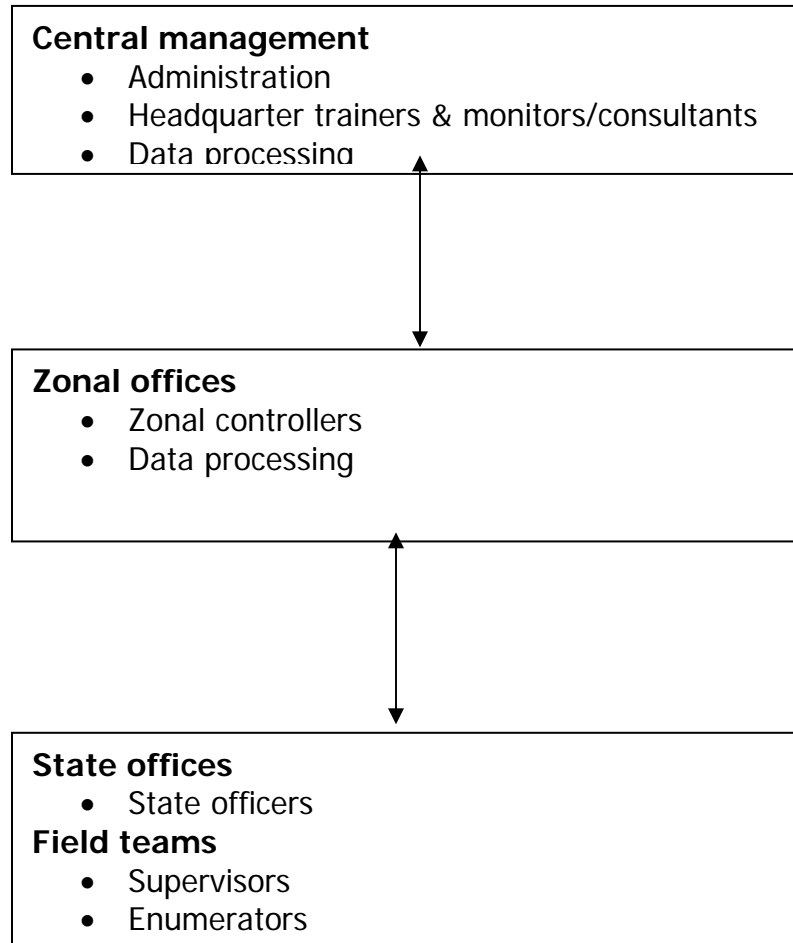 Central management
• Administration
• Headquarter trainers & monitors/consultants
• Data processing
Zonal offices
• Zonal controllers
• Data processing
State offices
• State officers
Field teams
• Supervisors
• Enumerators